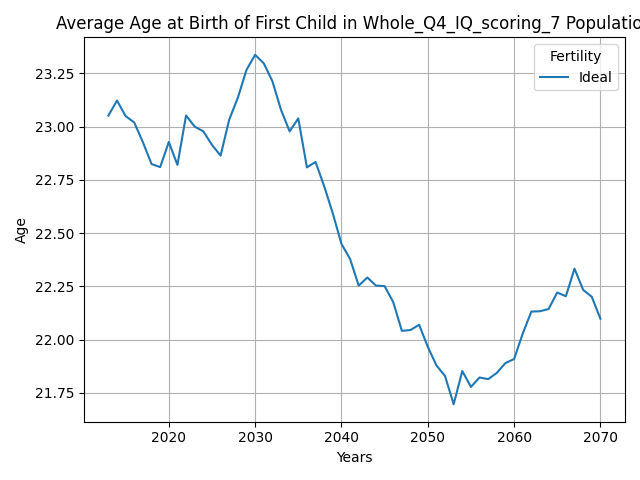 Average Age at Birth of First Child in Whole_Q4_IQ_scoring_7 Populatio
Fertility
Ideal
Age
23.25
23.00
22.75
22.50
22.25
22.00
21.75
2020 2030 2040 2050 2060 2070
Years